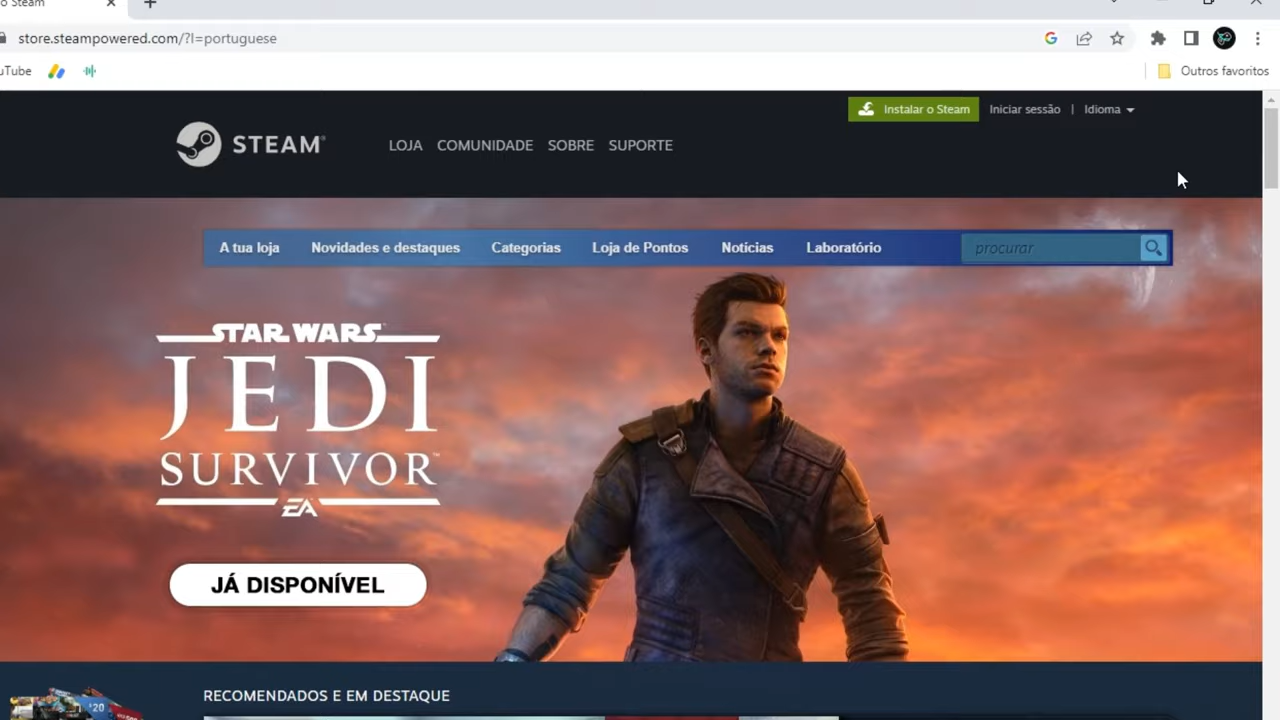 o Steam
store.steampowered.com/?l=portuguese
uTube
Outros favoritos
Instalar o Steam
Iniciar sessão | Idioma
STEAM®
LOJA COMUNIDADE SOBRE SUPORTE
A tua loja Novidades e destaques Categorias Loja de Pontos Notícias Laboratório procurar
STAR WARS
JEDI
SURVIVOR™
EA
JÁ DISPONÍVEL
RECOMENDADOS E EM DESTAQUE
$20